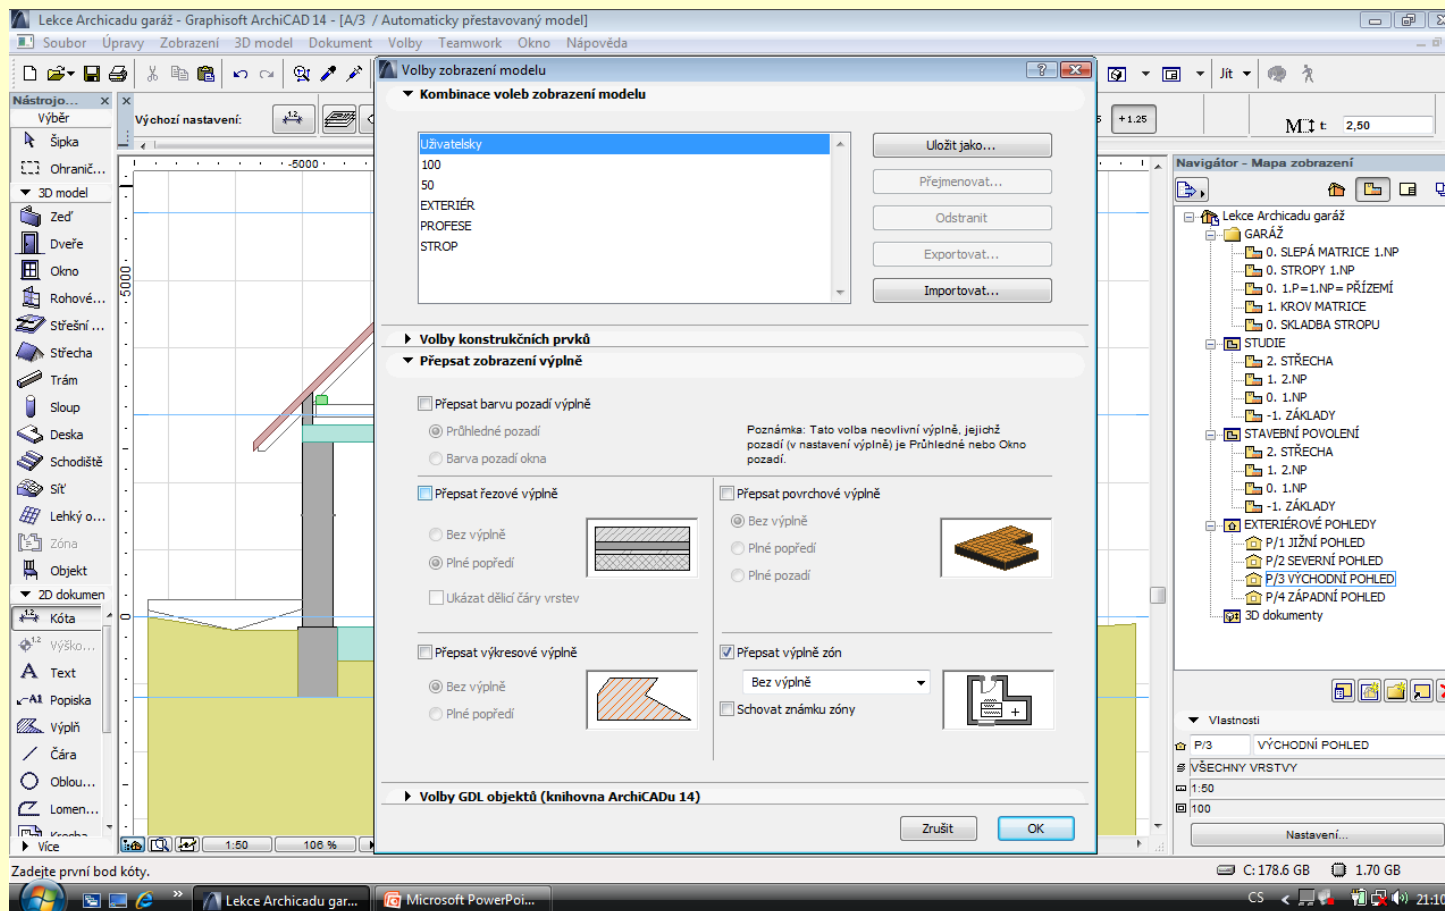 Lekce Archicadu garáž - Graphisoft ArchiCAD 14 - [A/3 / Automaticky přestavovaný model]
Soubor Úpravy Zobrazení 3D model Dokument Volby Teamwork Okno Nápověda
Jít
Nástrojo...
Výběr
Šipka
Ohranič...
3D model
Zeď
Dveře
Okno
Rohové...
Střešní ...
Střecha
Trám
Sloup
Deska
Schodiště
Síť
Lehký o...
Zóna
Objekt
2D dokumen
Kóta
Výško...
Text
Popiska
Výplň
Čára
Oblou...
Lomen...
Více
Výchozí nastavení:
-5000
5000
0
1:50
106 %
Volby zobrazení modelu
Kombinace voleb zobrazení modelu
Uživatelsky
100
50
EXTERIÉR
PROFESE
STROP
Uložit jako...
Přejmenovat...
Odstranit
Exportovat...
Importovat...
Volby konstrukčních prvků
Přepsat zobrazení výplně
Přepsat barvu pozadí výplně
Průhledné pozadí
Barva pozadí okna
Poznámka: Tato volba neovlivní výplně, jejichž
pozadí (v nastavení výplně) je Průhledné nebo Okno
pozadí.
Přepsat řezové výplně
Bez výplně
Plné popředí
Ukázat dělicí čáry vrstev
Přepsat povrchové výplně
Bez výplně
Plné popředí
Plné pozadí
Přepsat výkresové výplně
Bez výplně
Plné popředí
Přepsat výplně zón
Bez výplně
Schovat známku zóny
Volby GDL objektů (knihovna ArchiCADu 14)
Zrušit
OK
+1.25
M t: 2,50
Navigátor - Mapa zobrazení
Lekce Archicadu garáž
GARÁŽ
0. SLEPÁ MATRICE 1.NP
0. STROPY 1.NP
0. 1.P=1.NP= PŘÍZEMÍ
1. KROV MATRICE
0. SKLADBA STROPU
STUDIE
2. STŘECHA
1. 2.NP
0. 1.NP
-1. ZÁKLADY
STAVEBNÍ POVOLENÍ
2. STŘECHA
1. 2.NP
0. 1.NP
-1. ZÁKLADY
EXTERIÉROVÉ POHLEDY
P/1 JIŽNÍ POHLED
P/2 SEVERNÍ POHLED
P/3 VÝCHODNÍ POHLED
P/4 ZÁPADNÍ POHLED
3D dokumenty
Vlastnosti
P/3 VÝCHODNÍ POHLED
VŠECHNY VRSTVY
1:50
100
Nastavení...
Zadejte první bod kóty.
C: 178.6 GB 1.70 GB
Lekce Archicadu gar...
Microsoft PowerPoi...
CS
21:10